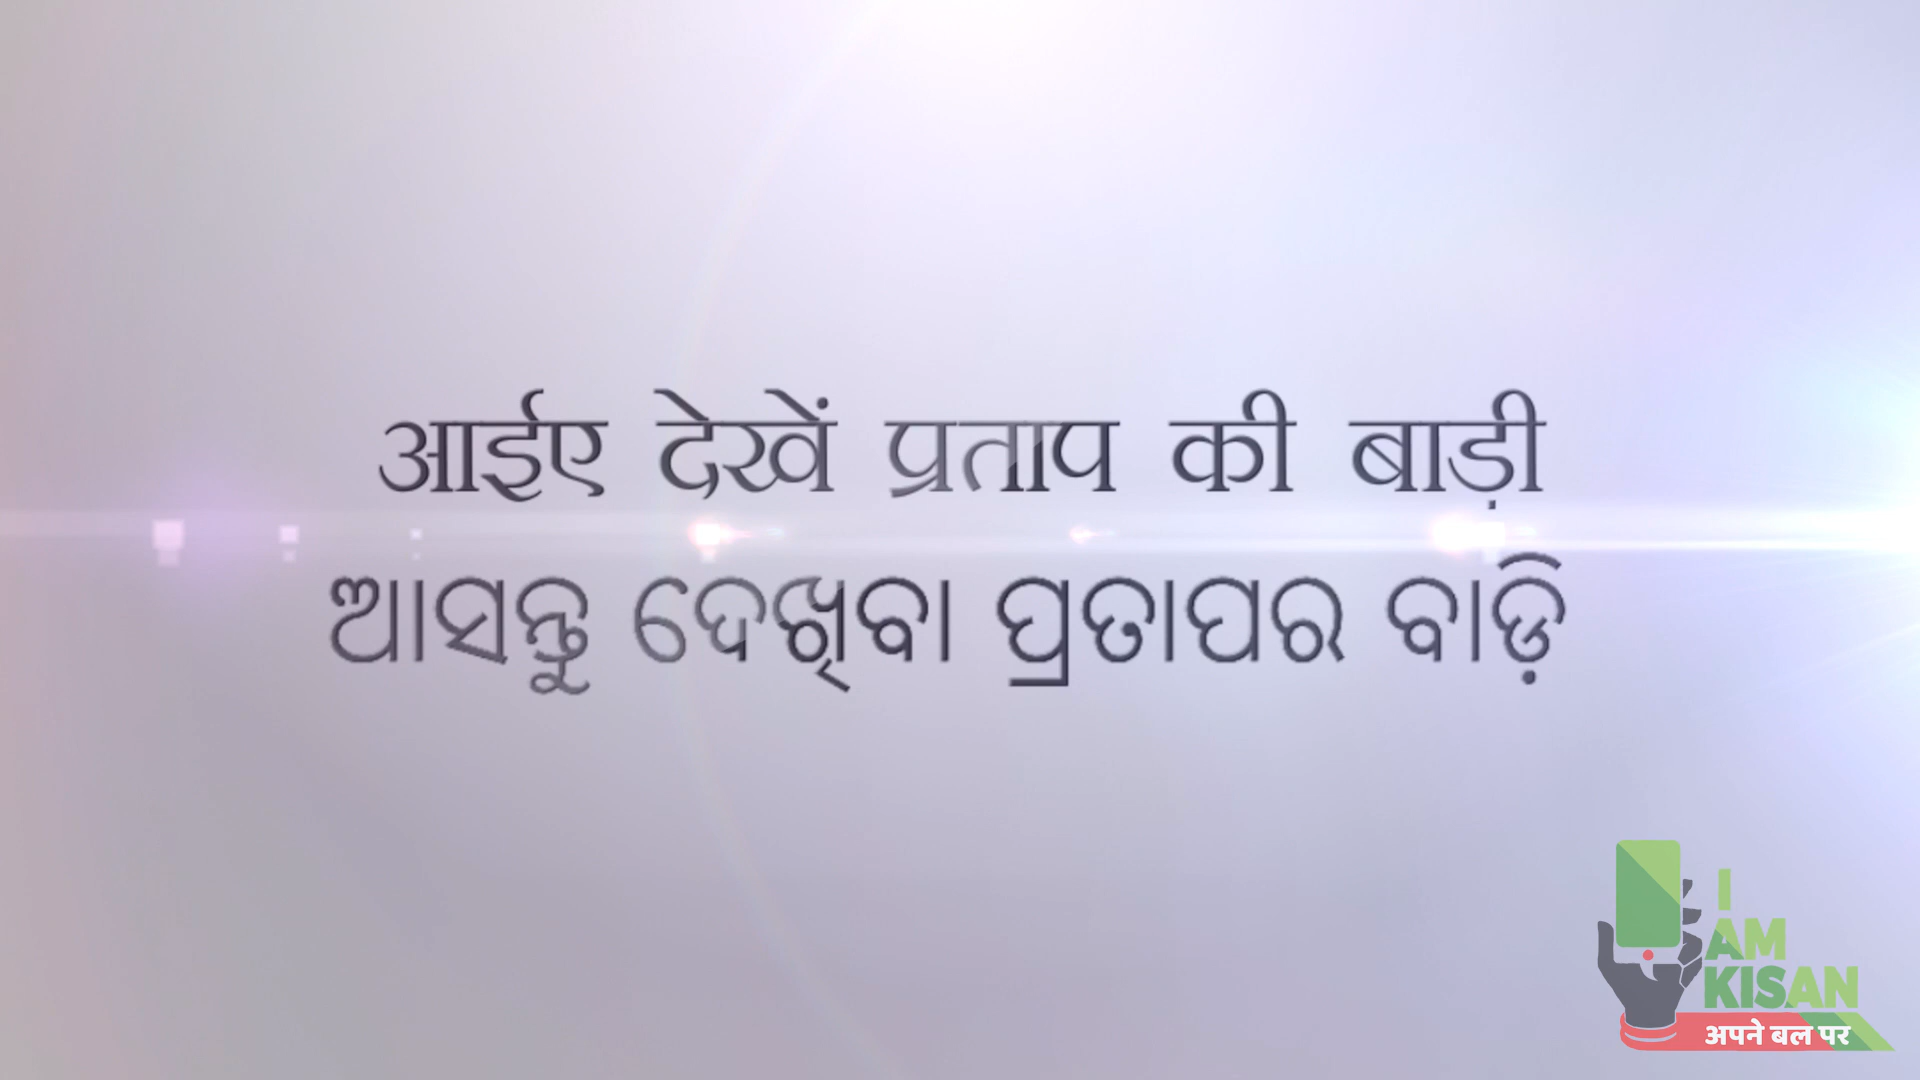 आईए देखें प्रताप की बाड़ी
ଆସନ୍ତୁ ଦେଖିବା ପ୍ରତାପର ବାଡ଼ି
I
AM
KISAN
अपने बल पर